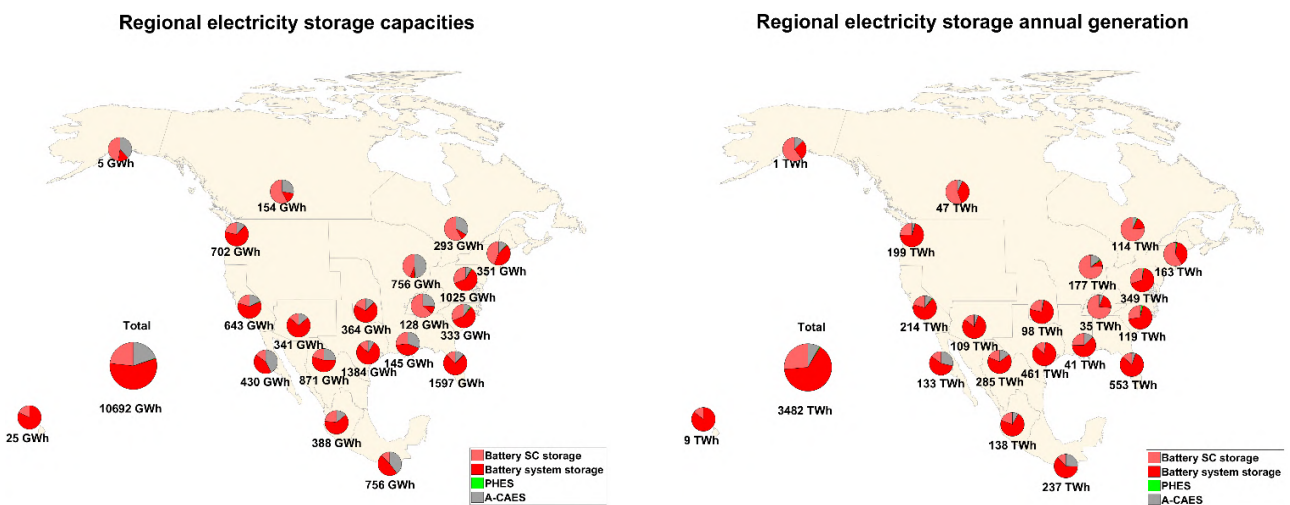 Regional electricity storage capacities
5 GWh
154 GWh
702 GWh
293 GWh
351 GWh
756 GWh
1025 GWh
643 GWh
364 GWh
128 GWh
333 GWh
341 GWh
145 GWh
430 GWh
871 GWh
1384 GWh
1597 GWh
Total
10692 GWh
25 GWh
388 GWh
756 GWh
Battery SC storage
Battery system storage
PHES
A-CAES
Regional electricity storage annual generation
1 TWh
47 TWh
199 TWh
114 TWh
163 TWh
177 TWh
349 TWh
214 TWh
98 TWh
35 TWh
119 TWh
109 TWh
41 TWh
133 TWh
285 TWh
461 TWh
553 TWh
Total
3482 TWh
9 TWh
138 TWh
237 TWh
Battery SC storage
Battery system storage
PHES
A-CAES